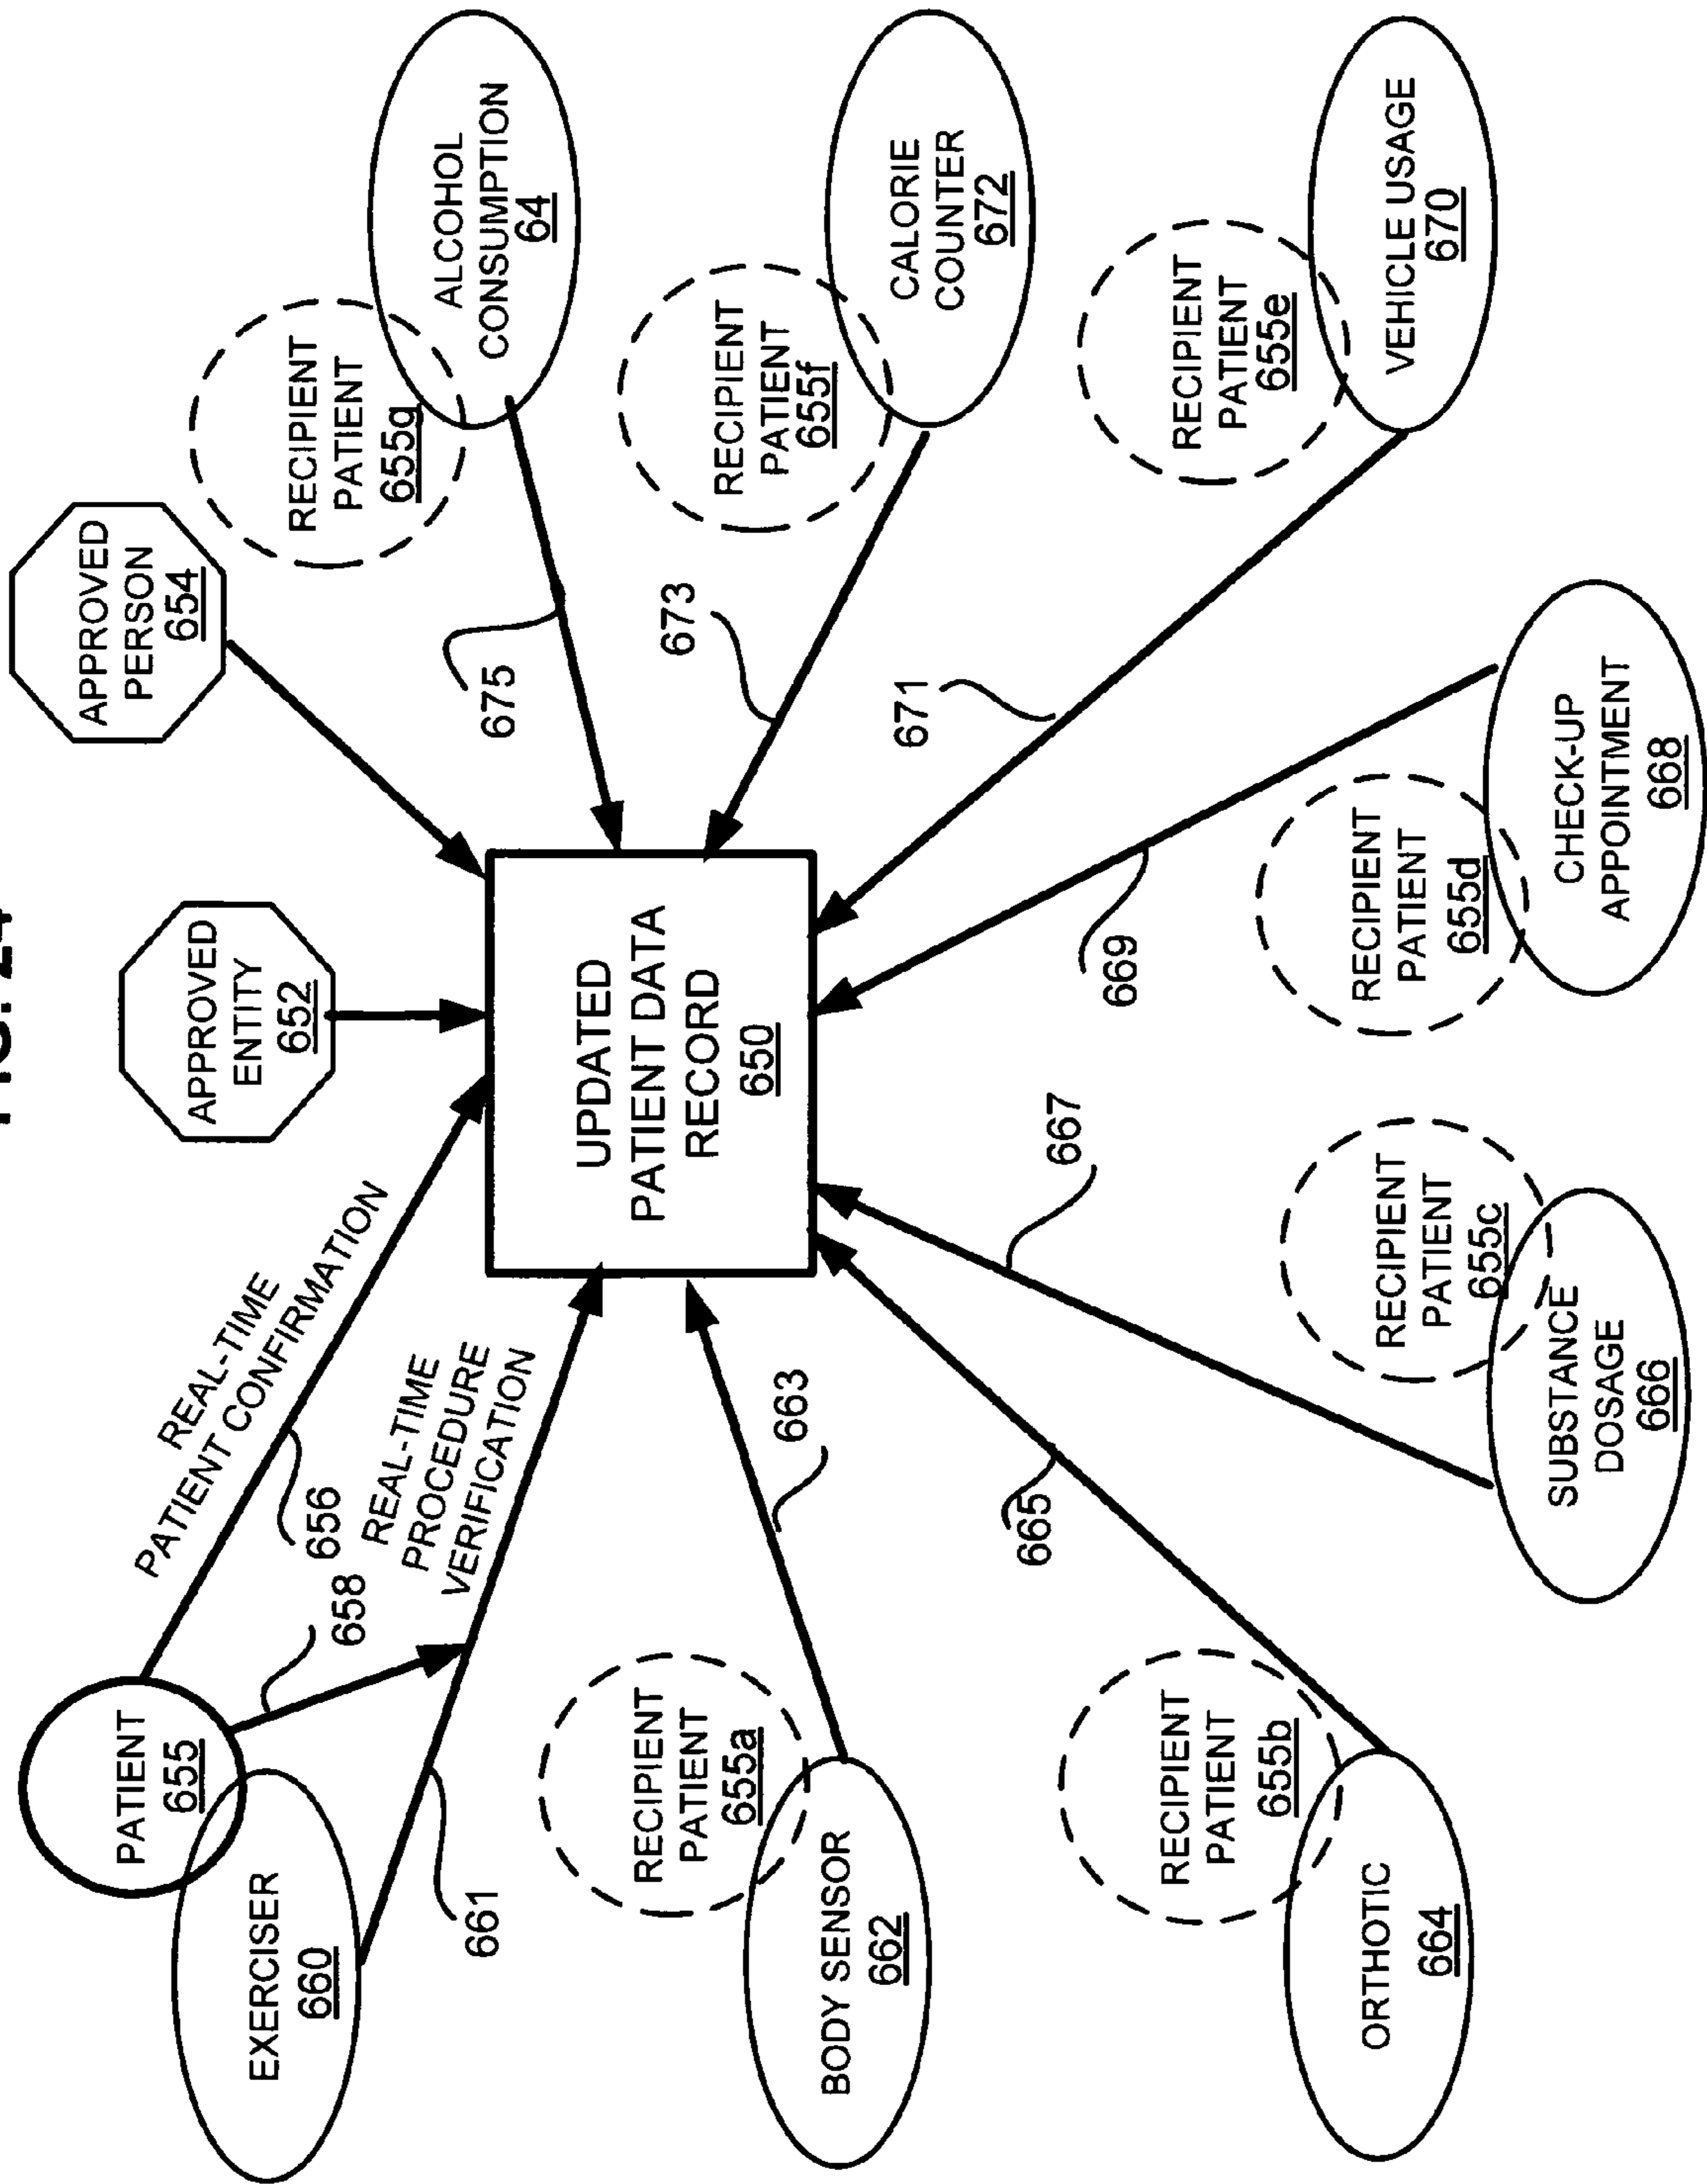 FIG. 24
PATIENT
655
EXERCISER
660
REAL-TIME
PATIENT CONFIRMATION
656
658
REAL-TIME
PROCEDURE
VERIFICATION
661
APPROVED
ENTITY
652
APPROVED
PERSON
654
RECIPIENT
PATIENT
655g
ALCOHOL
CONSUMPTION
64
675
UPDATED
PATIENT DATA
RECORD
650
RECIPIENT
PATIENT
655a
BODY SENSOR
662
663
673
RECIPIENT
PATIENT
655f
CALORIE
COUNTER
672
671
RECIPIENT
PATIENT
655e
VEHICLE USAGE
670
RECIPIENT
PATIENT
655b
ORTHOTIC
664
665
667
669
RECIPIENT
PATIENT
655c
SUBSTANCE
DOSAGE
666
RECIPIENT
PATIENT
655d
CHECK-UP
APPOINTMENT
668